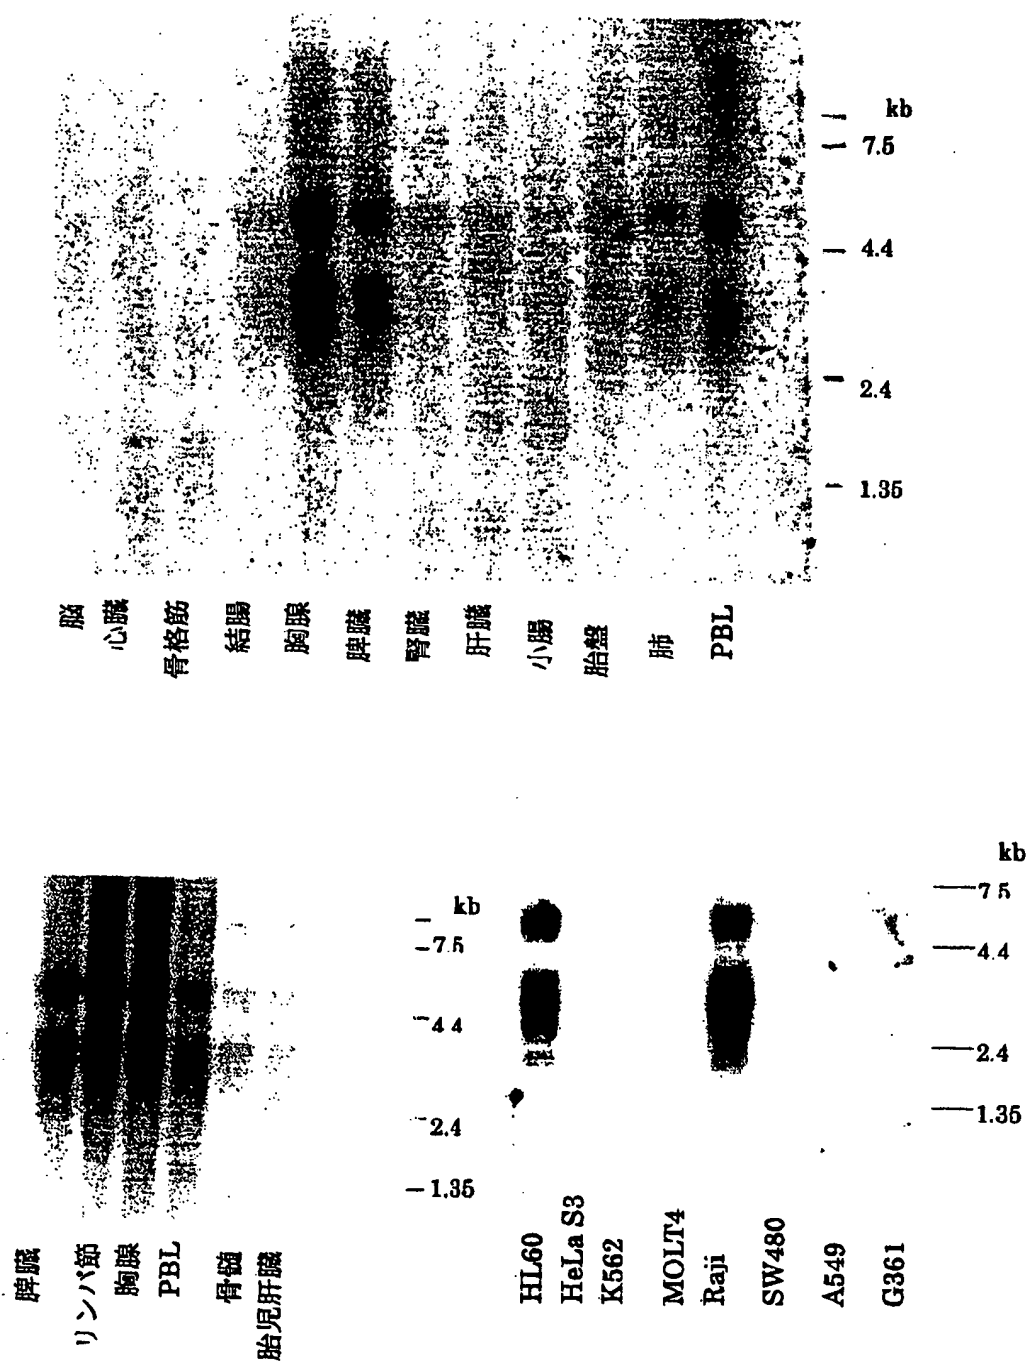 kb
7.5
4.4
2.4
1.35
脳
心臓
骨格筋
結腸
胸腺
脾臓
腎臓
肝臓
小腸
胎盤
肺
PBL
kb
7.5
4 4
2.4
1.35
脾臓
リンパ節
胸腺
PBL
骨髄
胎児肝臓
kb
7 5
4.4
2.4
1.35
HL60
HeLa S3
K562
MOLT4
Raji
SW480
A549
G361